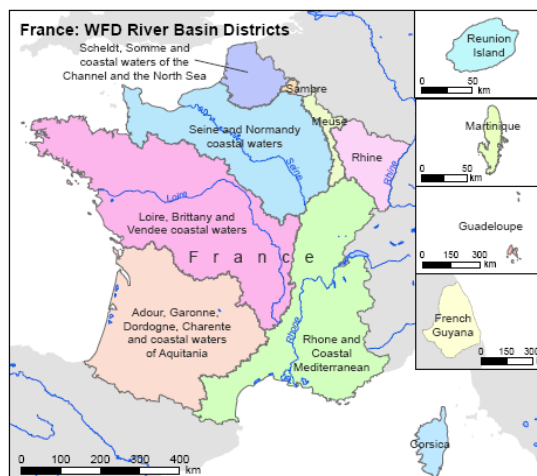 France: WFD River Basin Districts
Scheldt, Somme and
coastal waters of
the Channel and the North Sea
Sambre
Meuse
Seine and Normandy
coastal waters
Seine
Rhine
Rhine
Loire
Loire, Brittany and
Vendee coastal waters
France
Adour, Garonne,
Dordogne, Charente
and coastal waters
of Aquitania
Rhone
Rhone and
Coastal
Mediterranean
Corsica
0 100 200 300 400
km
Reunion
Island
0 50
km
Martinique
0 50
km
Guadeloupe
0 150 300
km
French
Guyana
0 150 300